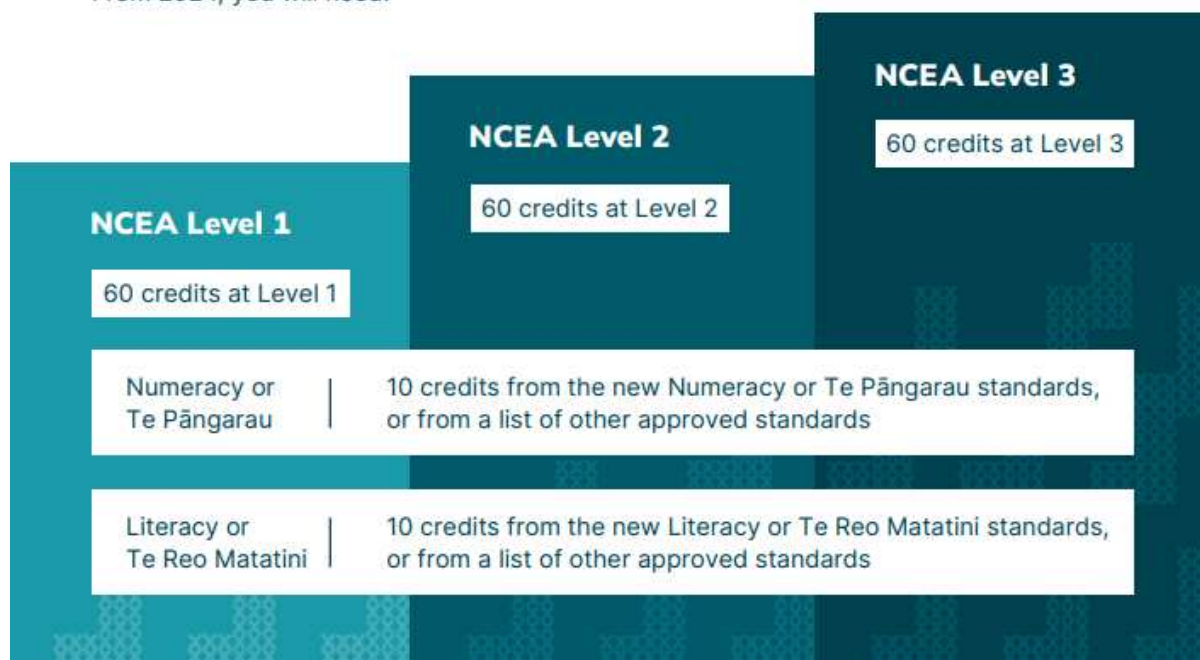 NCEA Level 3
60 credits at Level 3
NCEA Level 2
60 credits at Level 2
NCEA Level 1
60 credits at Level 1
Numeracy or
Te Pāngarau
10 credits from the new Numeracy or Te Pāngarau standards,
or from a list of other approved standards
Literacy or
Te Reo Matatini
10 credits from the new Literacy or Te Reo Matatini standards,
or from a list of other approved standards